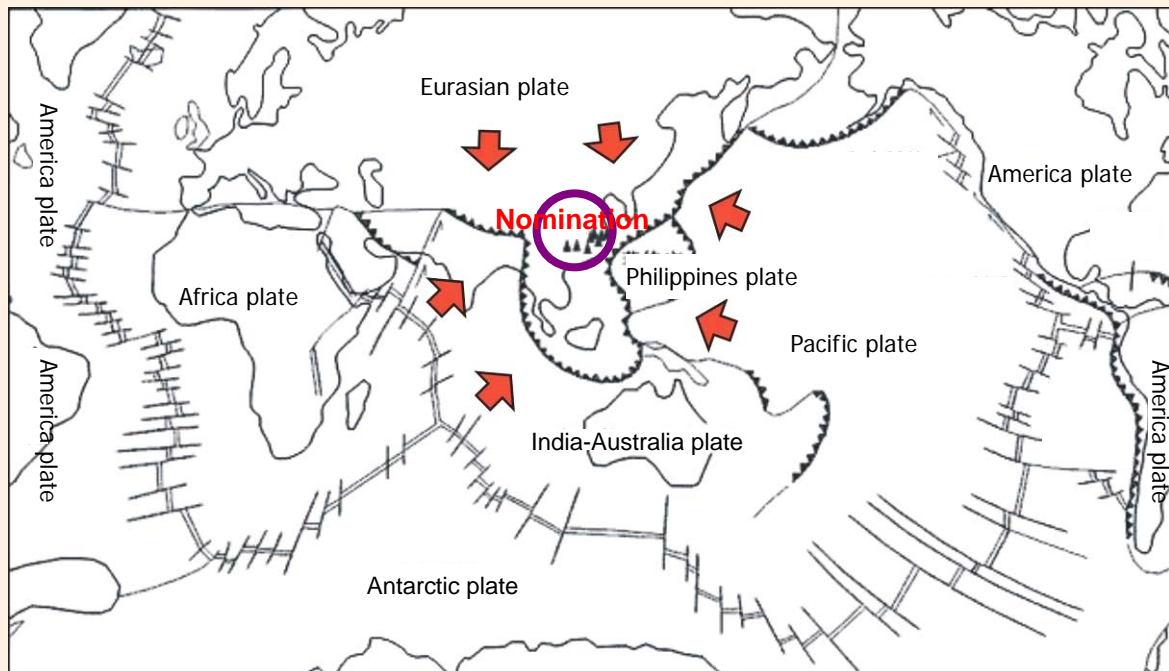 Eurasian plate
America plate
America plate
Nomination
Philippines plate
Africa plate
Pacific plate
America plate
America plate
India-Australia plate
Antarctic plate